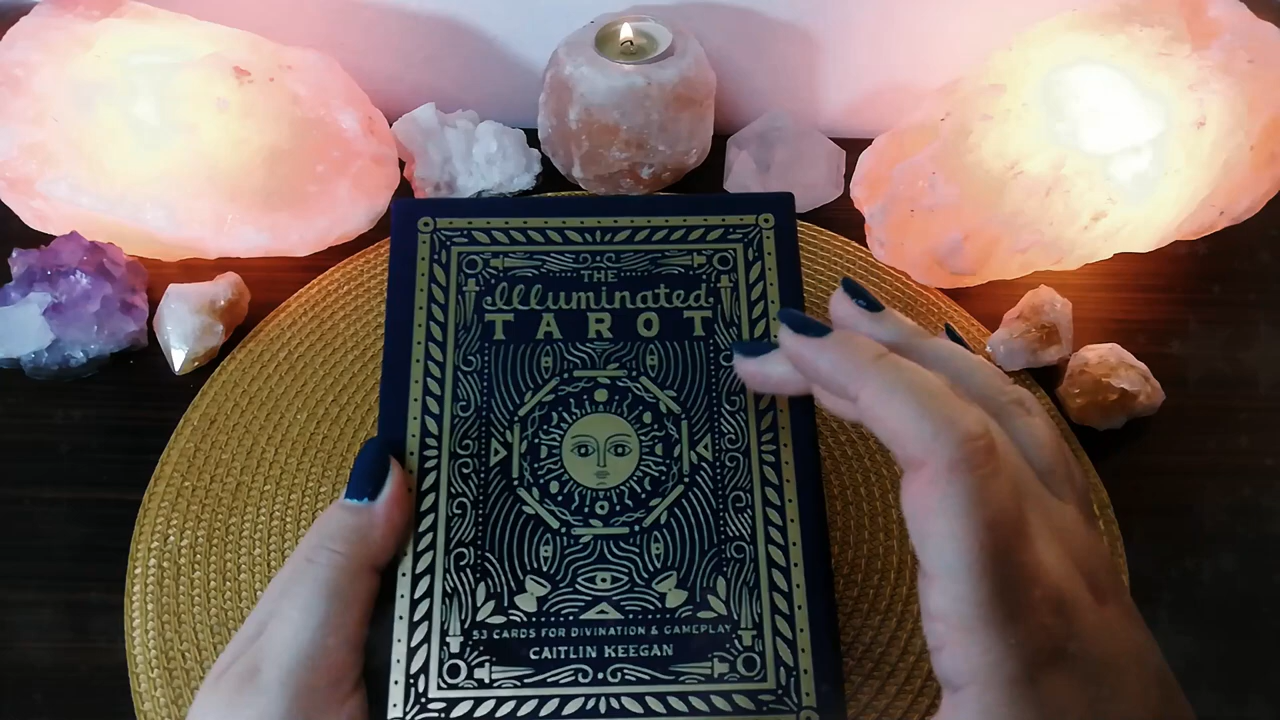 THE
Illuminated
TAROT
53 CARDS FOR DIVINATION & GAMEPLAY
CAITLIN KEEGAN